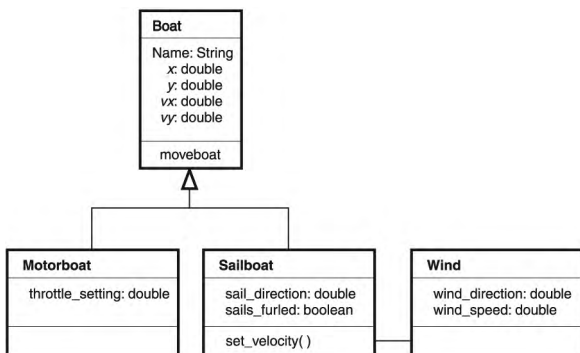 Boat
Name: String
x: double
y: double
vx: double
vy: double
moveboat
Motorboat
throttle_setting: double
Sailboat
sail_direction: double
sails_furled: boolean
set_velocity( )
Wind
wind_direction: double
wind_speed: double